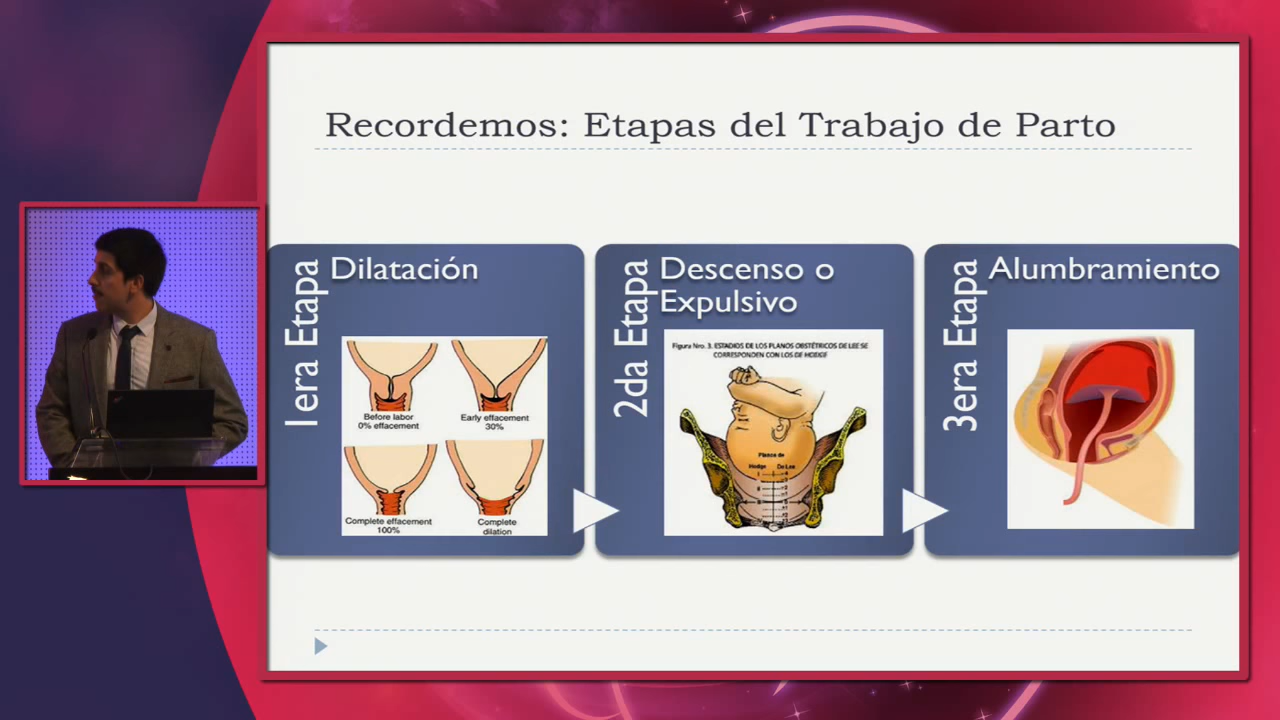 Recordemos: Etapas del Trabajo de Parto
1era Etapa
Dilatación
Before labor
0% effacement
Early effacement
30%
Complete effacement
100%
Complete
dilation
2da Etapa
Descenso o
Expulsivo
Figura Nro. 3. ESTADIOS DE LOS PLANOS OBSTÉTRICOS DE LEE SE
CORRESPONDEN CON LOS DE HODGE
Planos de
Hodge De Lee
3era Etapa
Alumbramiento